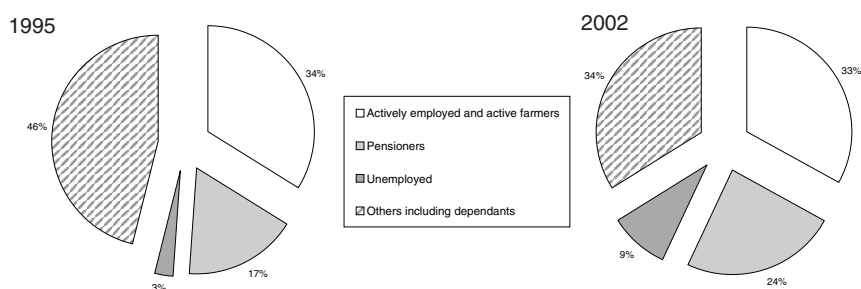 1995
2002
34%
46%
17%
3%
Actively employed and active farmers
Pensioners
Unemployed
Others including dependants
33%
34%
24%
9%